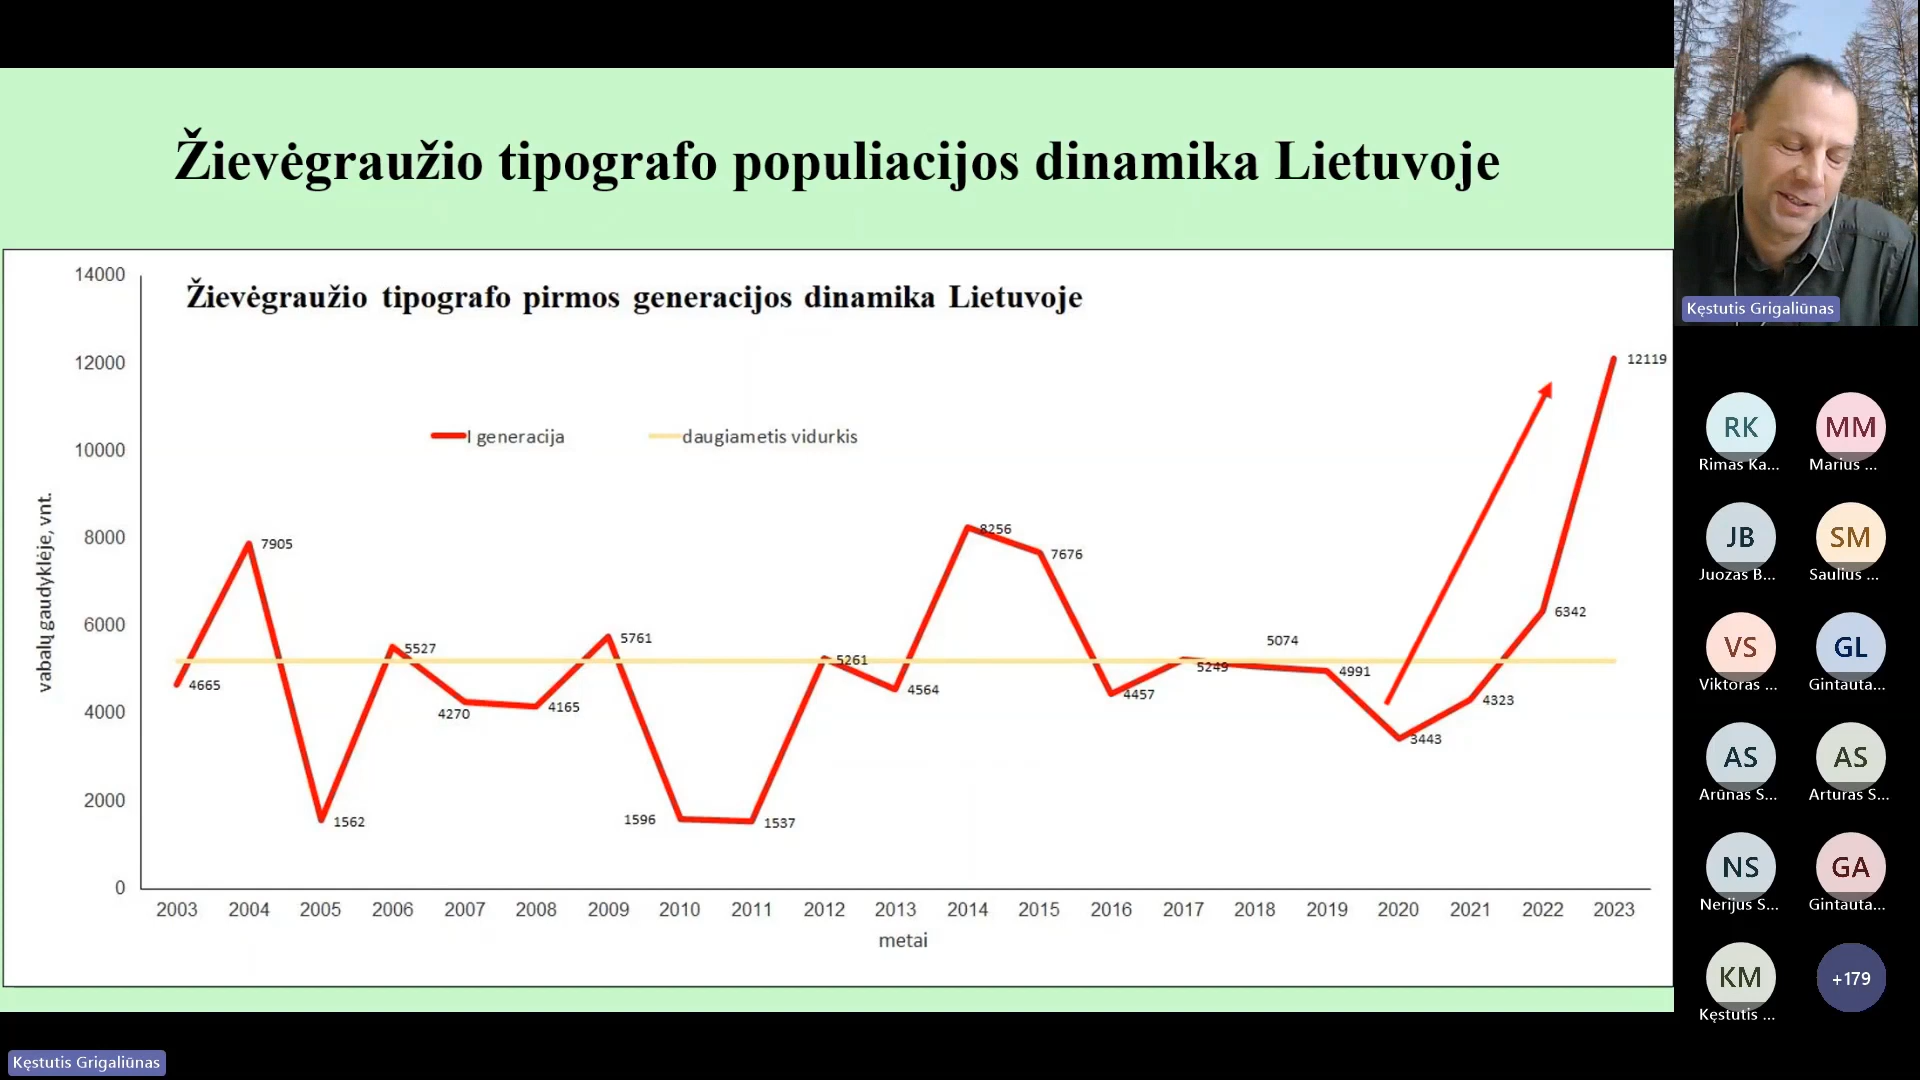 Žievėgraužio tipografo populiacijos dinamika Lietuvoje
Žievėgraužio tipografo pirmos generacijos dinamika Lietuvoje
I generacija
daugiametis vidurkis
vabalų gaudyklėje, vnt.
14000
12000
10000
8000
6000
4000
2000
0
4665
7905
1562
5527
4270
4165
5761
1596
1537
5261
4564
8256
7676
4457
5249
5074
4991
3443
4323
6342
12119
2003 2004 2005 2006 2007 2008 2009 2010 2011 2012 2013 2014 2015 2016 2017 2018 2019 2020 2021 2022 2023
metai
Kęstutis Grigaliūnas
RK MM
Rimas Ka... Marius ...
JB SM
Juozas B... Saulius ...
VS GL
Viktoras ... Gintauta...
AS AS
Arūnas S... Arturas S...
NS GA
Nerijus S... Gintauta...
KM +179
Kęstutis ...
Kęstutis Grigaliūnas